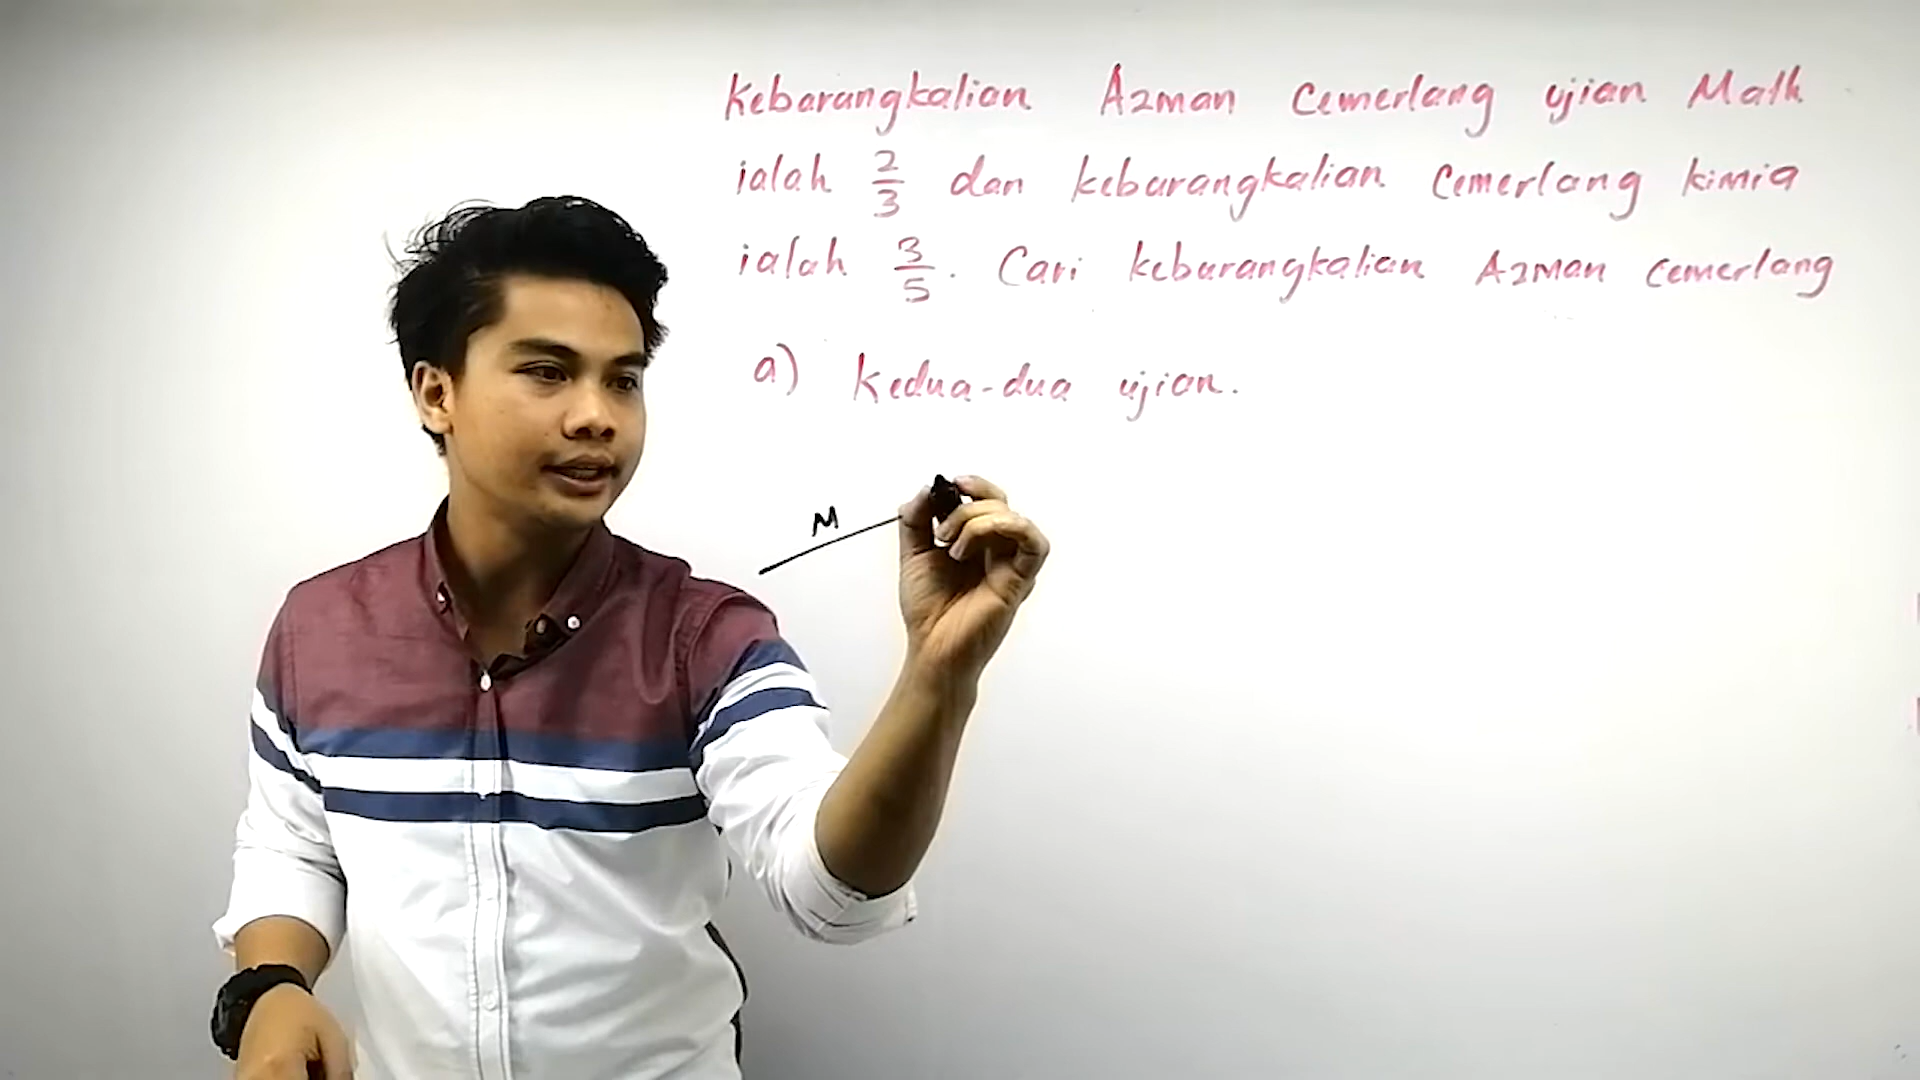 Kebarangkalian Azman Cemerlang ujian Math
ialah 2/3 dan kebarangkalian Cemerlang kimia
ialah 3/5. Cari kebarangkalian Azman cemerlang
a) Kedua-dua ujian.
M